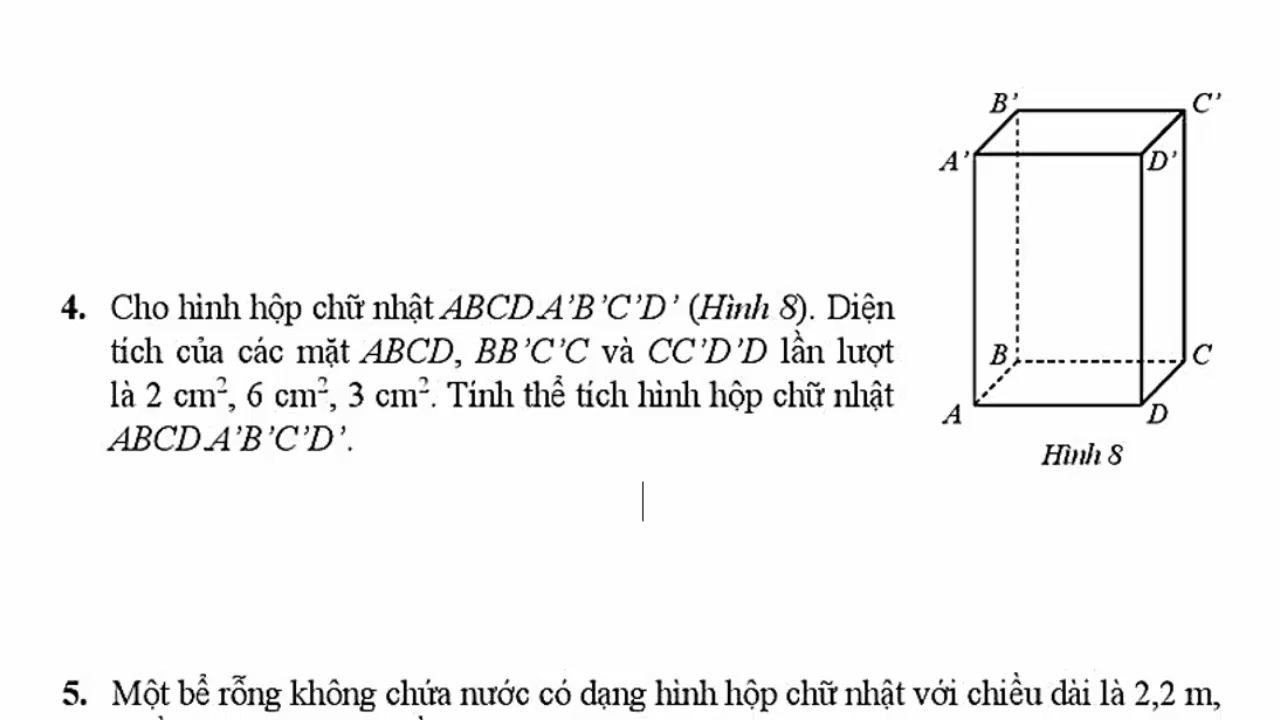 B’ C’
A’ D’
4. Cho hình hộp chữ nhật ABCD.A’B’C’D’ (Hình 8). Diện
tích của các mặt ABCD, BB’C’C và CC’D’D lần lượt
là 2 cm², 6 cm², 3 cm². Tính thể tích hình hộp chữ nhật
ABCD.A’B’C’D’.
B C
A D
Hình 8
5. Một bể rỗng không chứa nước có dạng hình hộp chữ nhật với chiều dài là 2,2 m,